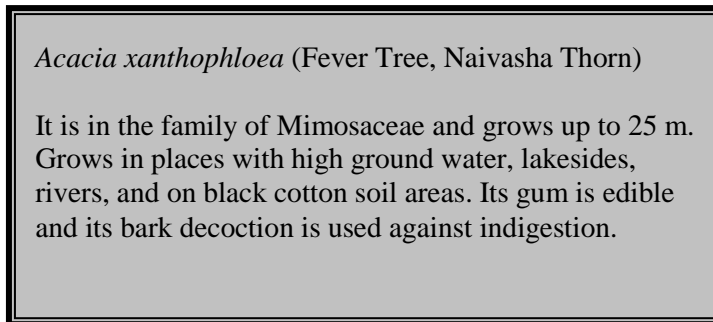 Acacia xanthophloea (Fever Tree, Naivasha Thorn)
It is in the family of Mimosaceae and grows up to 25 m.
Grows in places with high ground water, lakesides,
rivers, and on black cotton soil areas. Its gum is edible
and its bark decoction is used against indigestion.